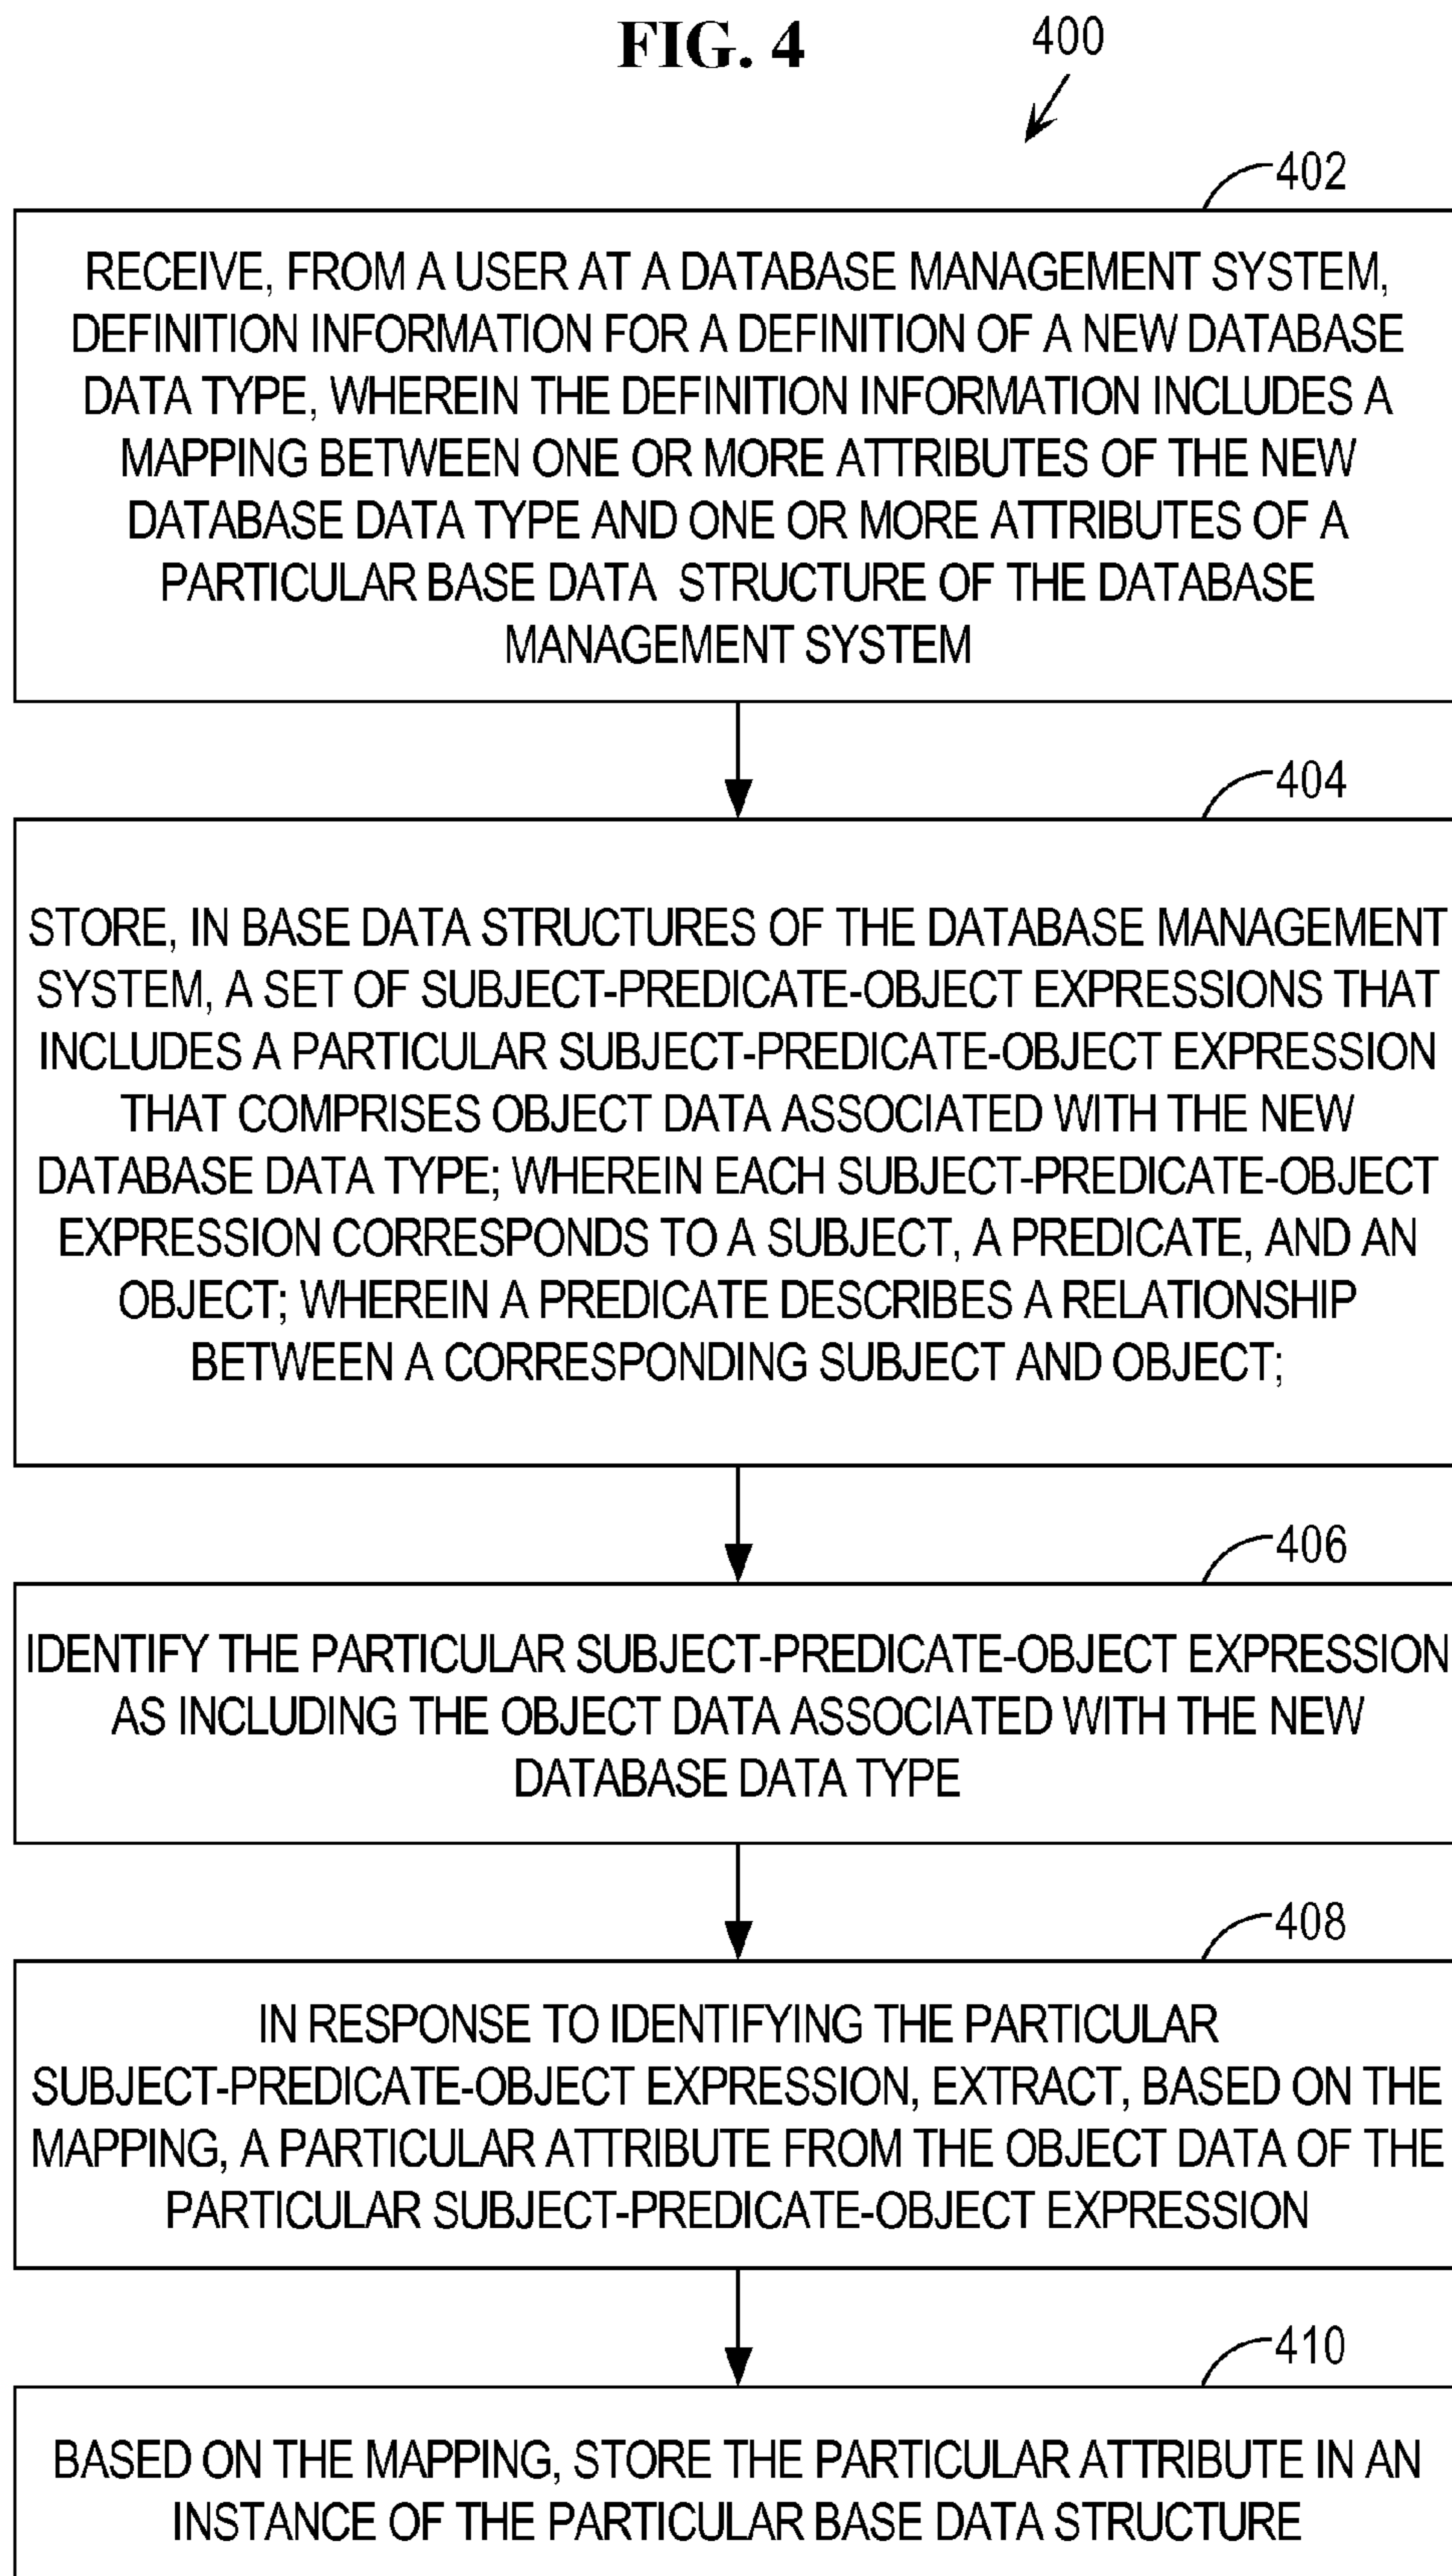 FIG. 4
400
402
RECEIVE, FROM A USER AT A DATABASE MANAGEMENT SYSTEM,
DEFINITION INFORMATION FOR A DEFINITION OF A NEW DATABASE
DATA TYPE, WHEREIN THE DEFINITION INFORMATION INCLUDES A
MAPPING BETWEEN ONE OR MORE ATTRIBUTES OF THE NEW
DATABASE DATA TYPE AND ONE OR MORE ATTRIBUTES OF A
PARTICULAR BASE DATA STRUCTURE OF THE DATABASE
MANAGEMENT SYSTEM
404
STORE, IN BASE DATA STRUCTURES OF THE DATABASE MANAGEMENT
SYSTEM, A SET OF SUBJECT-PREDICATE-OBJECT EXPRESSIONS THAT
INCLUDES A PARTICULAR SUBJECT-PREDICATE-OBJECT EXPRESSION
THAT COMPRISES OBJECT DATA ASSOCIATED WITH THE NEW
DATABASE DATA TYPE; WHEREIN EACH SUBJECT-PREDICATE-OBJECT
EXPRESSION CORRESPONDS TO A SUBJECT, A PREDICATE, AND AN
OBJECT; WHEREIN A PREDICATE DESCRIBES A RELATIONSHIP
BETWEEN A CORRESPONDING SUBJECT AND OBJECT;
406
IDENTIFY THE PARTICULAR SUBJECT-PREDICATE-OBJECT EXPRESSION
AS INCLUDING THE OBJECT DATA ASSOCIATED WITH THE NEW
DATABASE DATA TYPE
408
IN RESPONSE TO IDENTIFYING THE PARTICULAR
SUBJECT-PREDICATE-OBJECT EXPRESSION, EXTRACT, BASED ON THE
MAPPING, A PARTICULAR ATTRIBUTE FROM THE OBJECT DATA OF THE
PARTICULAR SUBJECT-PREDICATE-OBJECT EXPRESSION
410
BASED ON THE MAPPING, STORE THE PARTICULAR ATTRIBUTE IN AN
INSTANCE OF THE PARTICULAR BASE DATA STRUCTURE